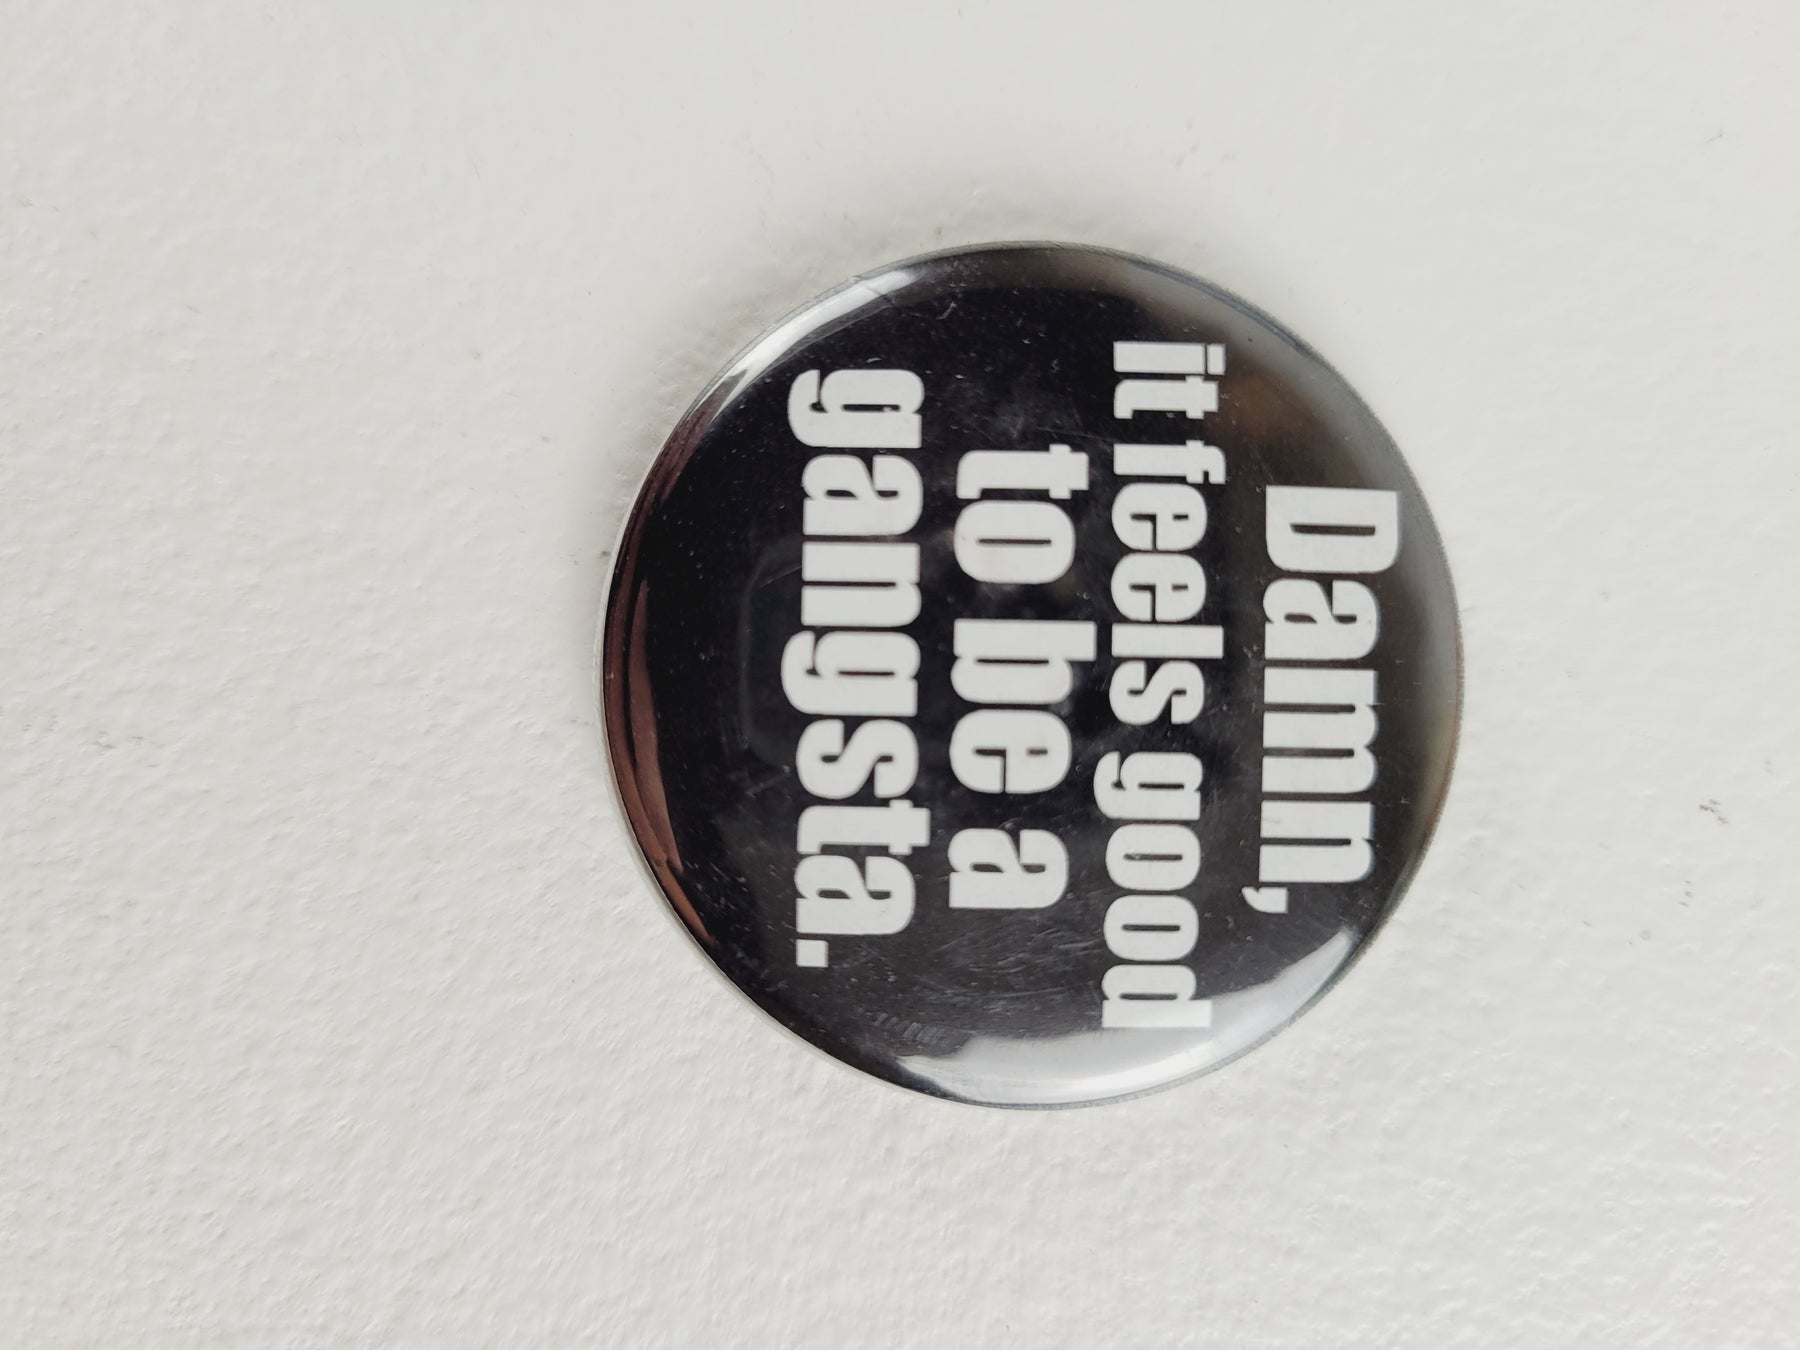 Damn,
it feels good
to be a
gangsta.